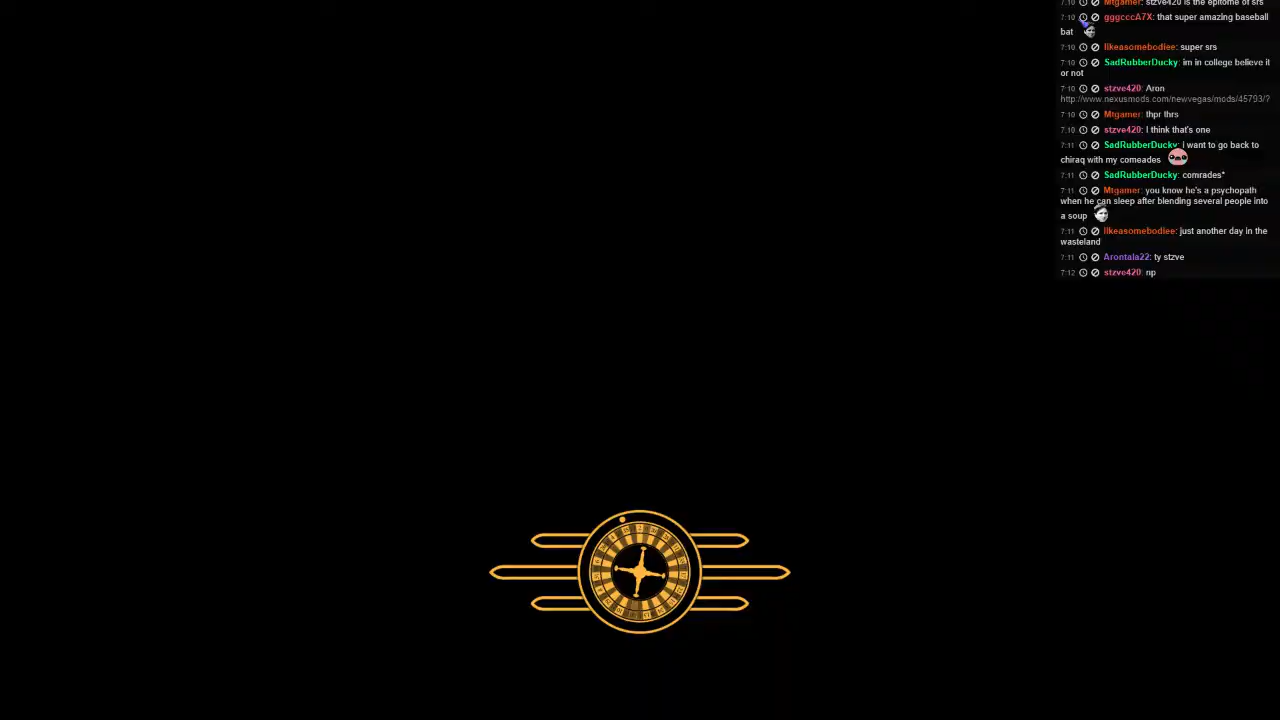 7:10 Mtgamer: stzve420 is the epitome of srs
7:10 gggcccA7X: that super amazing baseball
bat
7:10 likeasomebodiee: super srs
7:10 SadRubberDucky: im in college believe it
or not
7:10 stzve420: Aron
http://www.nexusmods.com/newvegas/mods/45793/?
7:10 Mtgamer: thpr thrs
7:10 stzve420: I think that's one
7:11 SadRubberDucky: I want to go back to
chiraq with my comeades
7:11 SadRubberDucky: comrades*
7:11 Mtgamer: you know he's a psychopath
when he can sleep after blending several people into
a soup
7:11 likeasomebodiee: just another day in the
wasteland
7:11 Arontala22: ty stzve
7:12 stzve420: np